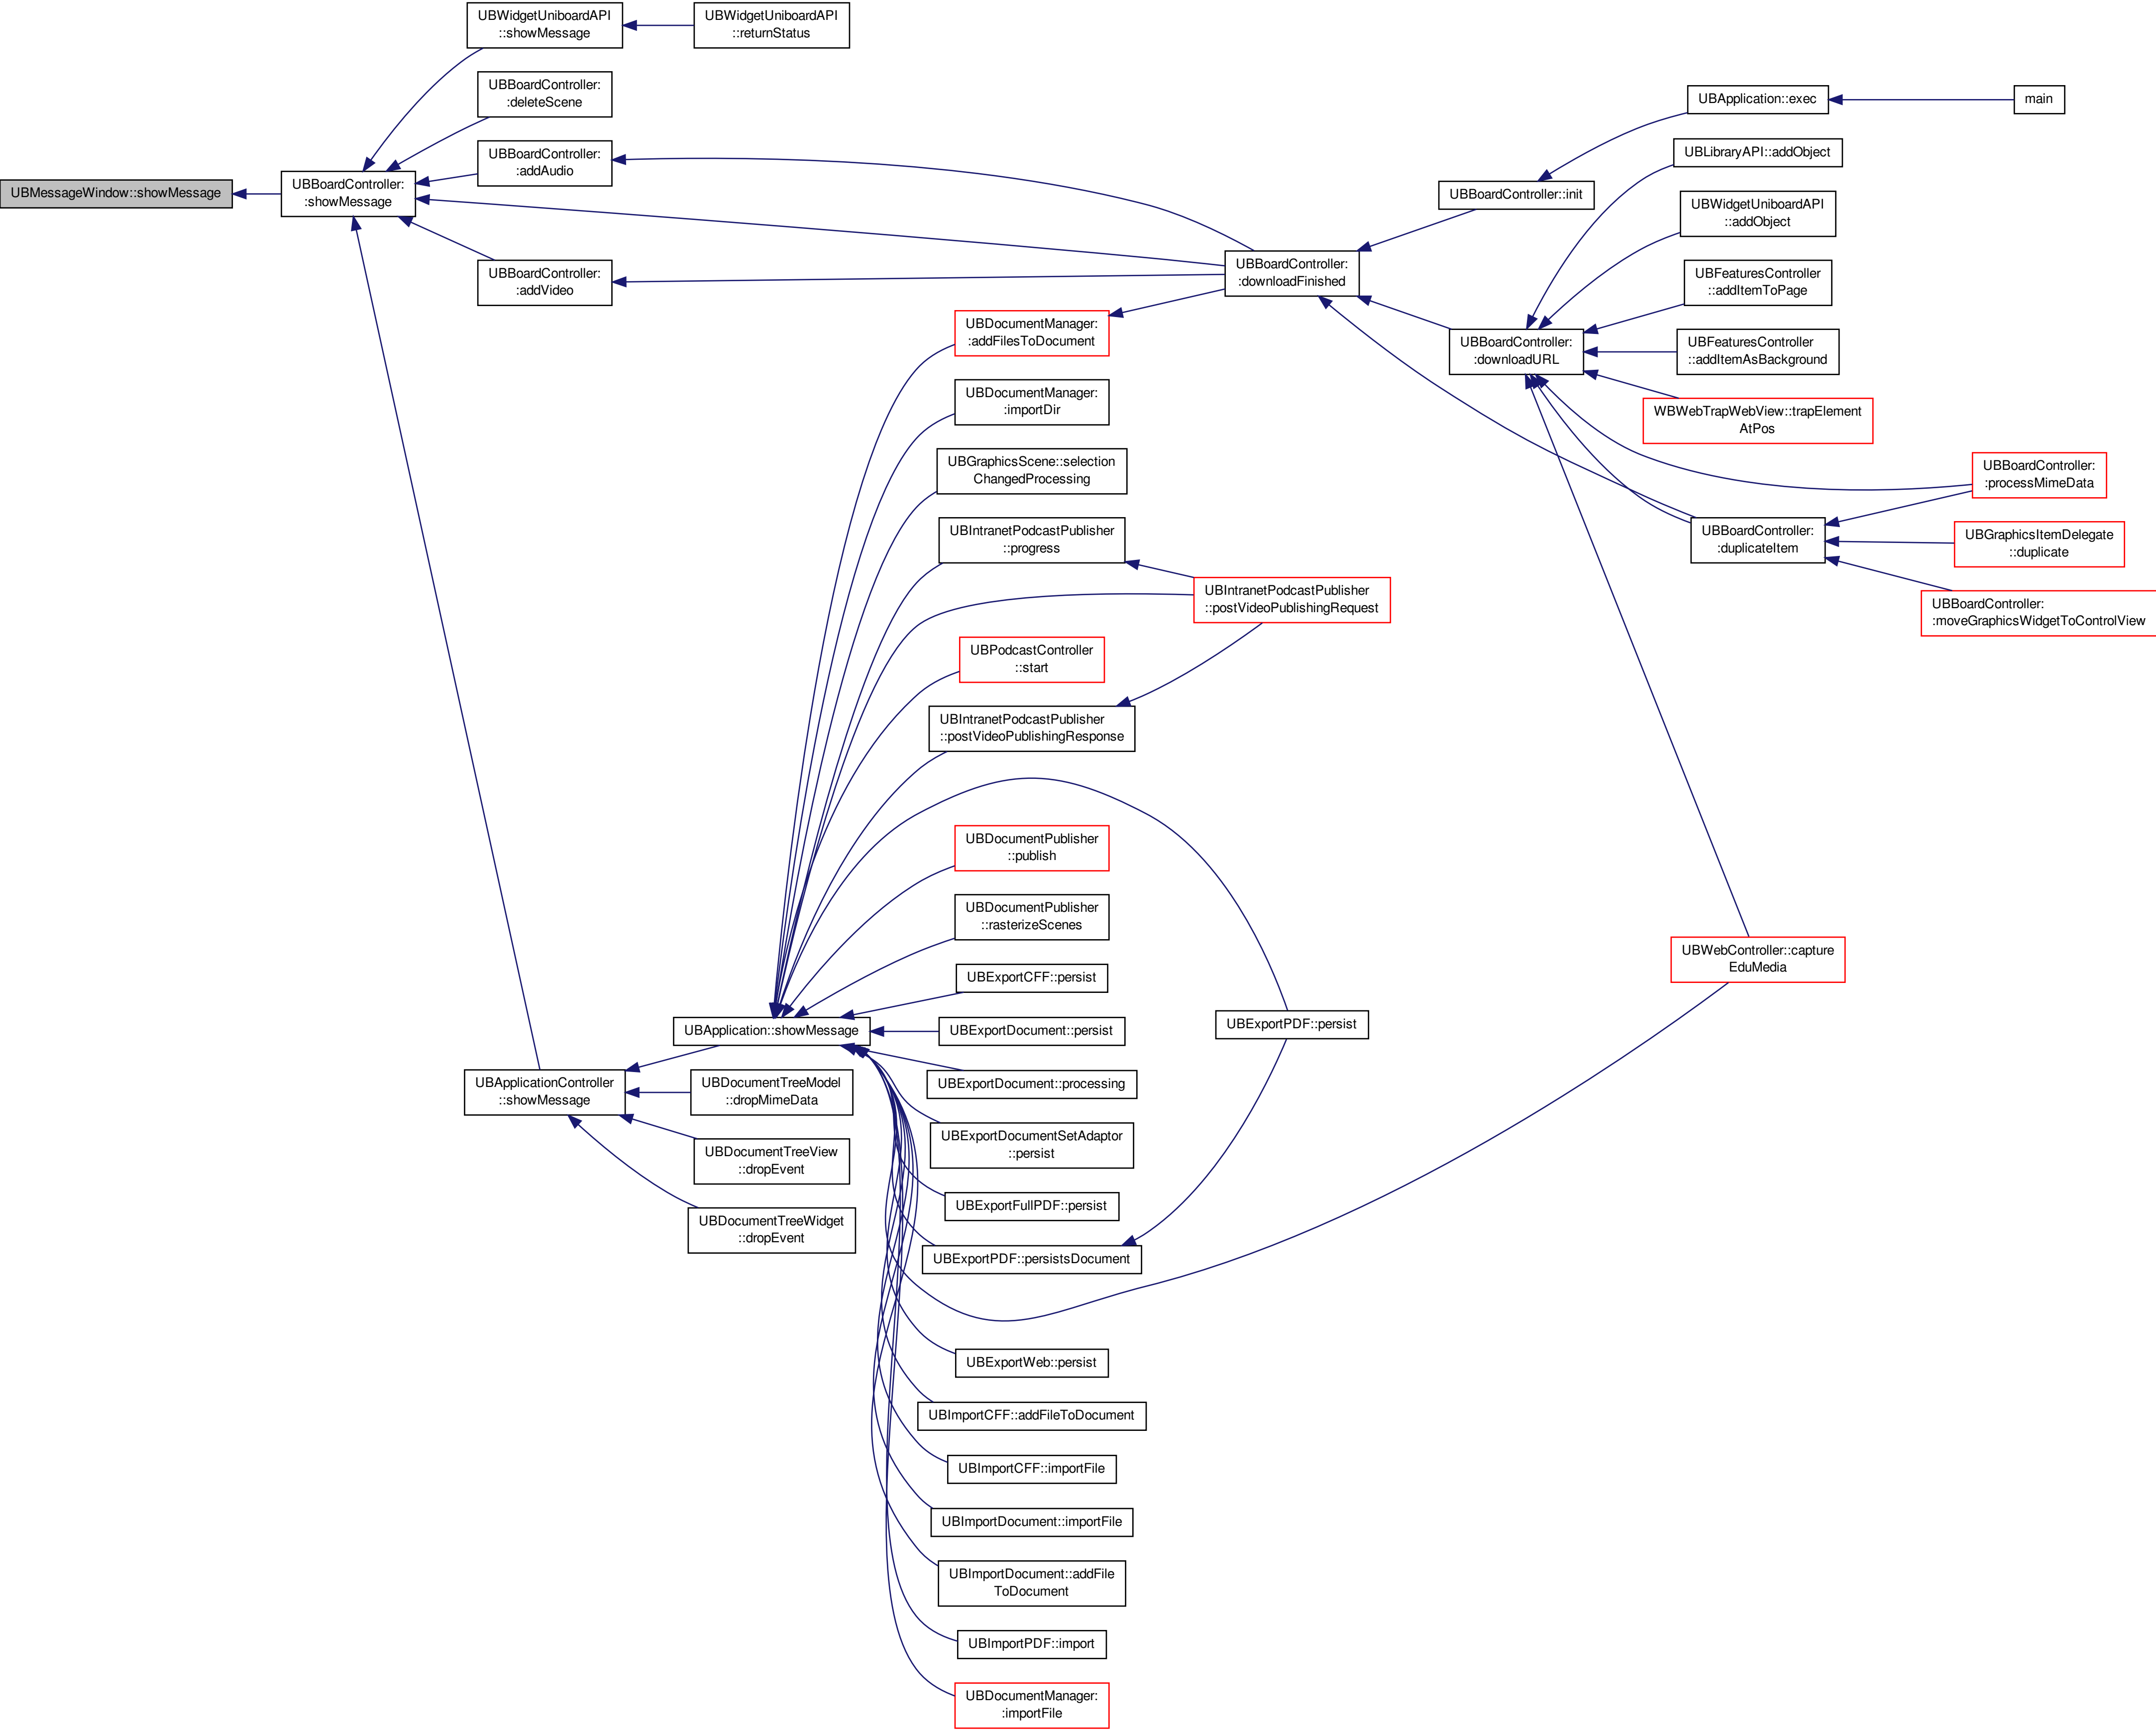 UBWidgetUniboardAPI
::showMessage
UBWidgetUniboardAPI
::returnStatus
UBBoardController:
:deleteScene
UBApplication::exec
main
UBBoardController:
:addAudio
UBLibraryAPI::addObject
UBMessageWindow::showMessage
UBBoardController:
:showMessage
UBBoardController::init
UBWidgetUniboardAPI
::addObject
UBBoardController:
:addVideo
UBBoardController:
:downloadFinished
UBFeaturesController
::addItemToPage
UBDocumentManager:
:addFilesToDocument
UBBoardController:
:downloadURL
UBFeaturesController
::addItemAsBackground
UBDocumentManager:
:importDir
WBWebTrapWebView::trapElement
AtPos
UBGraphicsScene::selection
ChangedProcessing
UBBoardController:
:processMimeData
UBIntranetPodcastPublisher
::progress
UBBoardController:
:duplicateItem
UBGraphicsItemDelegate
::duplicate
UBIntranetPodcastPublisher
::postVideoPublishingRequest
UBBoardController:
:moveGraphicsWidgetToControlView
UBPodcastController
::start
UBIntranetPodcastPublisher
::postVideoPublishingResponse
UBDocumentPublisher
::publish
UBDocumentPublisher
::rasterizeScenes
UBWebController::capture
EduMedia
UBExportCFF::persist
UBApplication::showMessage
UBExportDocument::persist
UBExportPDF::persist
UBApplicationController
::showMessage
UBDocumentTreeModel
::dropMimeData
UBExportDocument::processing
UBDocumentTreeView
::dropEvent
UBExportDocumentSetAdaptor
::persist
UBDocumentTreeWidget
::dropEvent
UBExportFullPDF::persist
UBExportPDF::persistsDocument
UBExportWeb::persist
UBImportCFF::addFileToDocument
UBImportCFF::importFile
UBImportDocument::importFile
UBImportDocument::addFile
ToDocument
UBImportPDF::import
UBDocumentManager:
:importFile